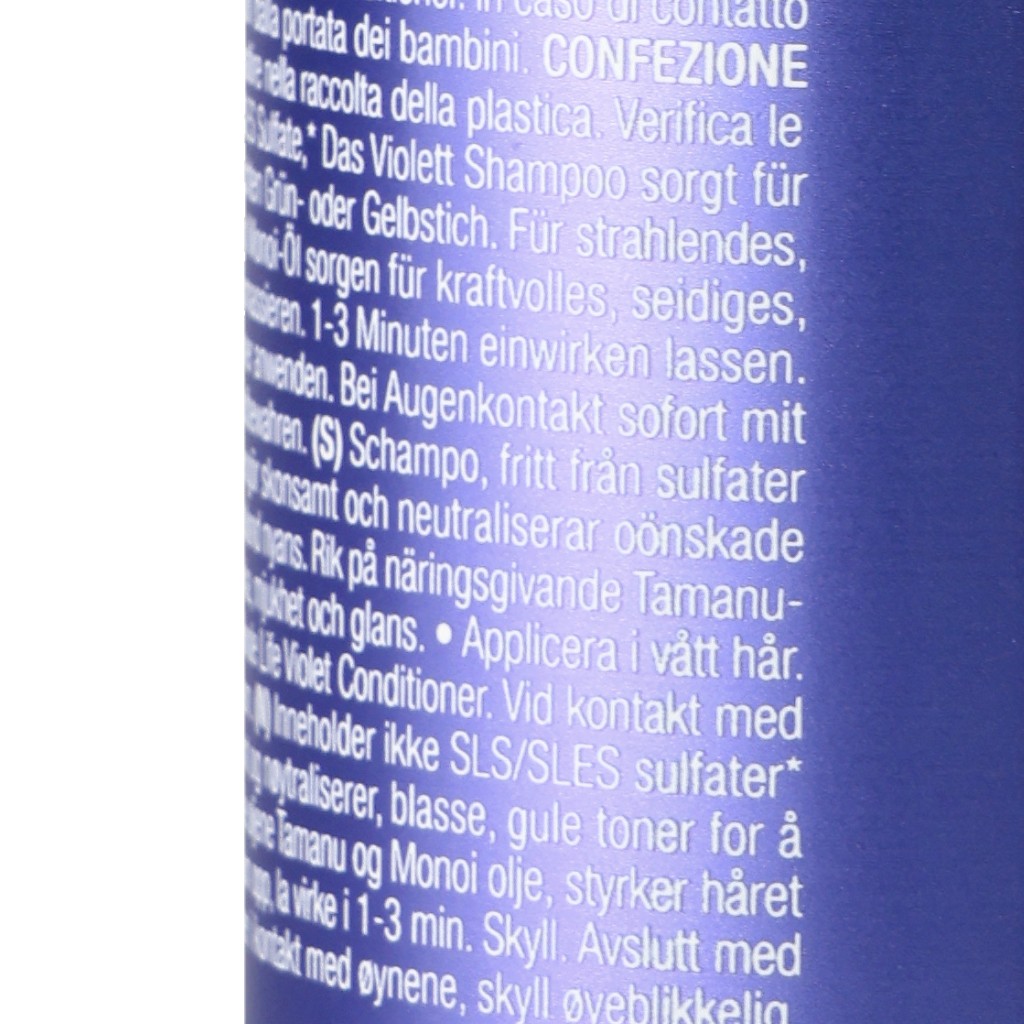 in caso di contatto
dalla portata dei bambini. CONFEZIONE
nella raccolta della plastica. Verifica le
Sulfate,* Das Violett Shampoo sorgt für
Grün- oder Gelbstich. Für strahlendes,
Monoi-Öl sorgen für kraftvolles, seidiges,
1-3 Minuten einwirken lassen.
anwenden. Bei Augenkontakt sofort mit
(S) Schampo, fritt från sulfater
skonsamt och neutraliserar oönskade
nyans. Rik på näringsgivande Tamanu-
mjukhet och glans. • Applicera i vått hår.
Life Violet Conditioner. Vid kontakt med
(N) Inneholder ikke SLS/SLES sulfater*
nøytraliserer, blasse, gule toner for å
Tamanu og Monoi olje, styrker håret
la virke i 1-3 min. Skyll. Avslutt med
kontakt med øynene, skyll øyeblikkelig